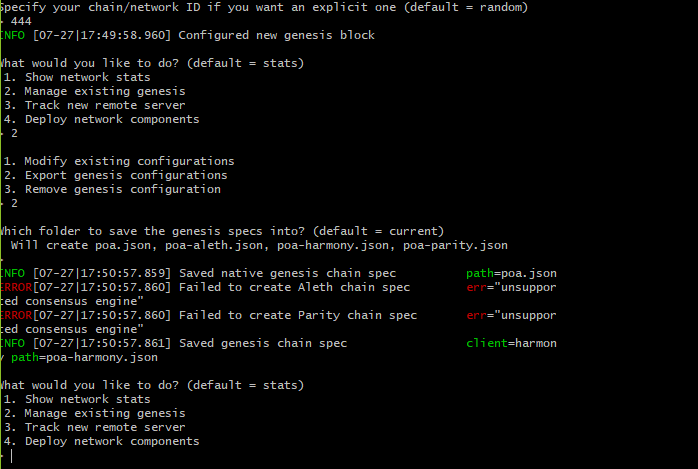 Specify your chain/network ID if you want an explicit one (default = random)
> 444
INFO [07-27|17:49:58.960] Configured new genesis block
What would you like to do? (default = stats)
1. Show network stats
2. Manage existing genesis
3. Track new remote server
4. Deploy network components
> 2
1. Modify existing configurations
2. Export genesis configurations
3. Remove genesis configuration
> 2
Which folder to save the genesis specs into? (default = current)
Will create poa.json, poa-aleth.json, poa-harmony.json, poa-parity.json
>
INFO [07-27|17:50:57.859] Saved native genesis chain spec path=poa.json
ERROR[07-27|17:50:57.860] Failed to create Aleth chain spec err="unsuppor
ted consensus engine"
ERROR[07-27|17:50:57.860] Failed to create Parity chain spec err="unsuppor
ted consensus engine"
INFO [07-27|17:50:57.861] Saved genesis chain spec client=harmon
y path=poa-harmony.json
What would you like to do? (default = stats)
1. Show network stats
2. Manage existing genesis
3. Track new remote server
4. Deploy network components
>